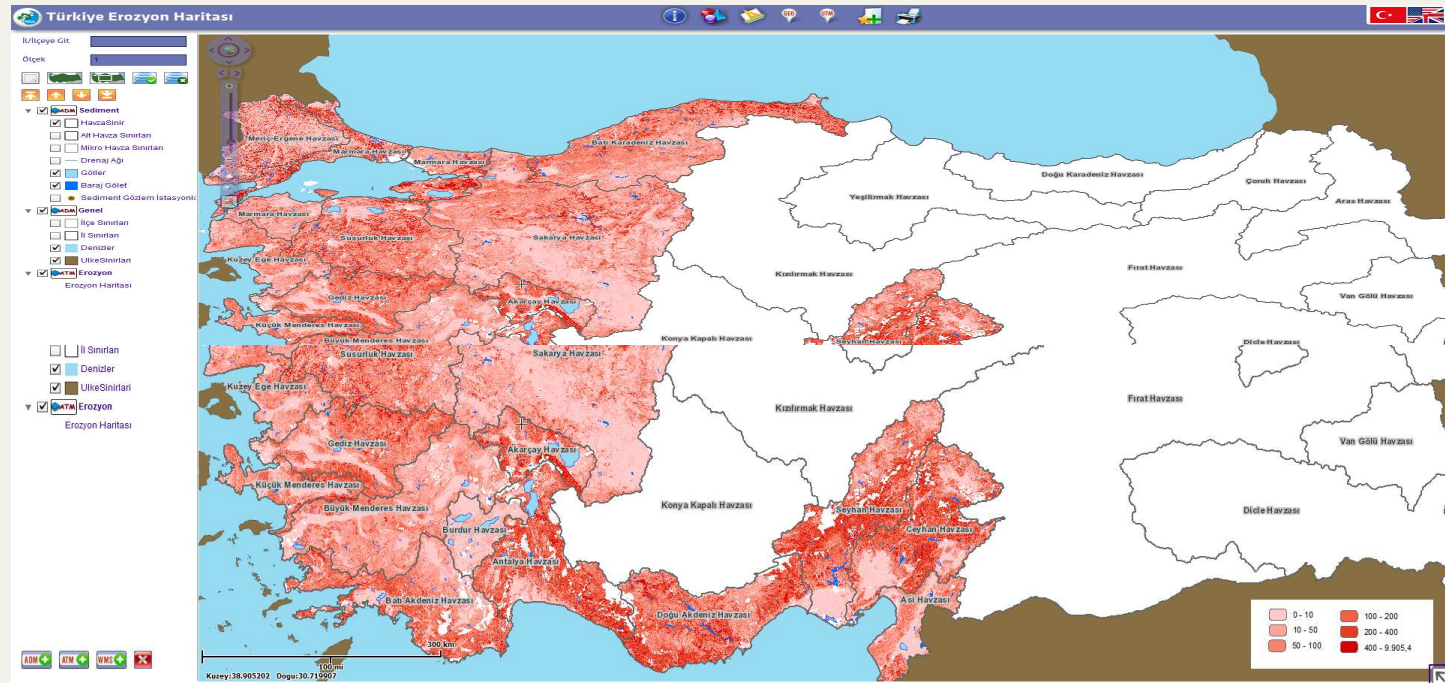 Türkiye Erozyon Haritası
GEO
UTM
İl/İlçeye Git
Ölçek
1
ADM Sediment
HavzaSinir
Alt Havza Sınırları
Mikro Havza Sınırları
Drenaj Ağı
Göller
Baraj Gölet
Sediment Gözlem İstasyonla
ADM Genel
İlçe Sınırları
İl Sınırları
Denizler
UlkeSinirlari
ATM Erozyon
Erozyon Haritası
İl Sınırları
Denizler
UlkeSinirlari
ATM Erozyon
Erozyon Haritası
ADM
ATM
WMS
Meriç-Ergene Havzası
Marmara Havzası
Marmara Havzası
Batı Karadeniz Havzası
Doğu Karadeniz Havzası
Çoruh Havzası
Yeşilırmak Havzası
Aras Havzası
Marmara Havzası
Susurluk Havzası
Sakarya Havzası
Kuzey Ege Havzası
Kızılırmak Havzası
Fırat Havzası
Gediz Havzası
Akarçay Havzası
Van Gölü Havzası
Küçük Menderes Havzası
Büyük Menderes Havzası
Konya Kapalı Havzası
Seyhan Havzası
Dicle Havzası
Susurluk Havzası
Sakarya Havzası
Kuzey Ege Havzası
Kızılırmak Havzası
Fırat Havzası
Gediz Havzası
Akarçay Havzası
Van Gölü Havzası
Küçük Menderes Havzası
Büyük Menderes Havzası
Konya Kapalı Havzası
Seyhan Havzası
Dicle Havzası
Burdur Havzası
Ceyhan Havzası
Antalya Havzası
Batı Akdeniz Havzası
Doğu Akdeniz Havzası
Asi Havzası
300 km
100 mi
Kuzey:38.905202 Dogu:30.719907
0 - 10
10 - 50
50 - 100
100 - 200
200 - 400
400 - 9.905,4